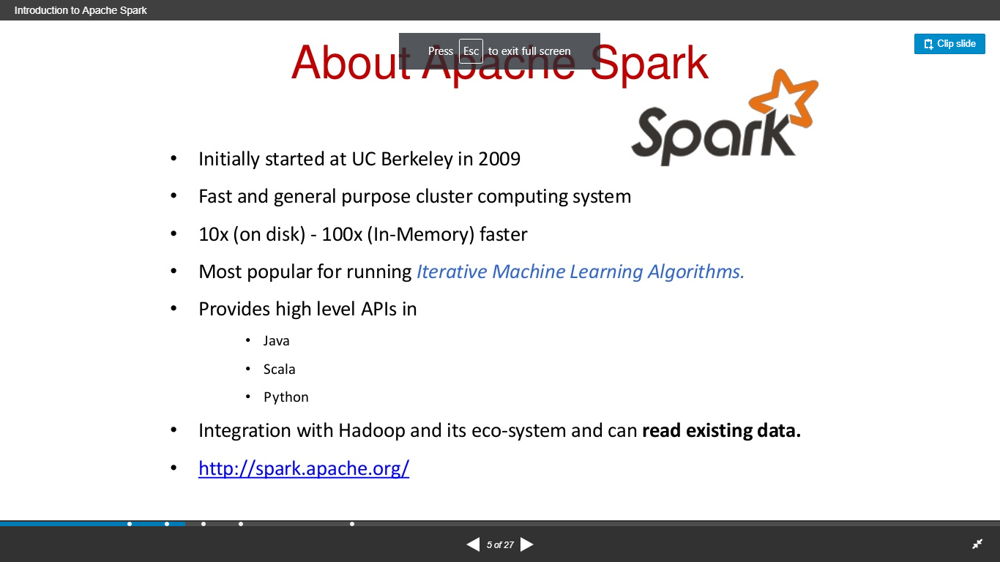 Introduction to Apache Spark
Press Esc to exit full screen
Clip slide
About Apache Spark
Spark
• Initially started at UC Berkeley in 2009
• Fast and general purpose cluster computing system
• 10x (on disk) - 100x (In-Memory) faster
• Most popular for running Iterative Machine Learning Algorithms.
• Provides high level APIs in
• Java
• Scala
• Python
• Integration with Hadoop and its eco-system and can read existing data.
• http://spark.apache.org/
5 of 27